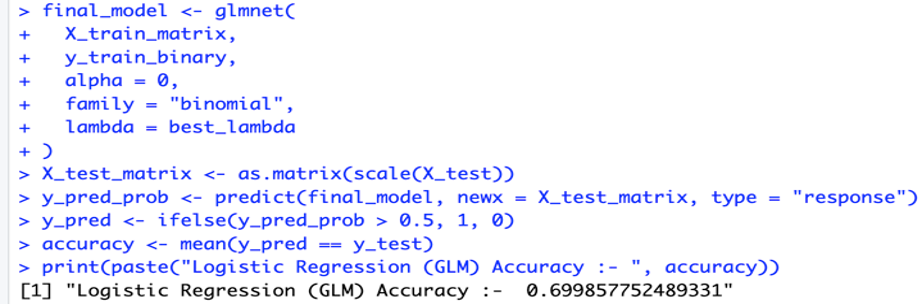 > final_model <- glmnet(
+   X_train_matrix,
+   y_train_binary,
+   alpha = 0,
+   family = "binomial",
+   lambda = best_lambda
+ )
> X_test_matrix <- as.matrix(scale(X_test))
> y_pred_prob <- predict(final_model, newx = X_test_matrix, type = "response")
> y_pred <- ifelse(y_pred_prob > 0.5, 1, 0)
> accuracy <- mean(y_pred == y_test)
> print(paste("Logistic Regression (GLM) Accuracy :- ", accuracy))
[1] "Logistic Regression (GLM) Accuracy :-  0.699857752489331"